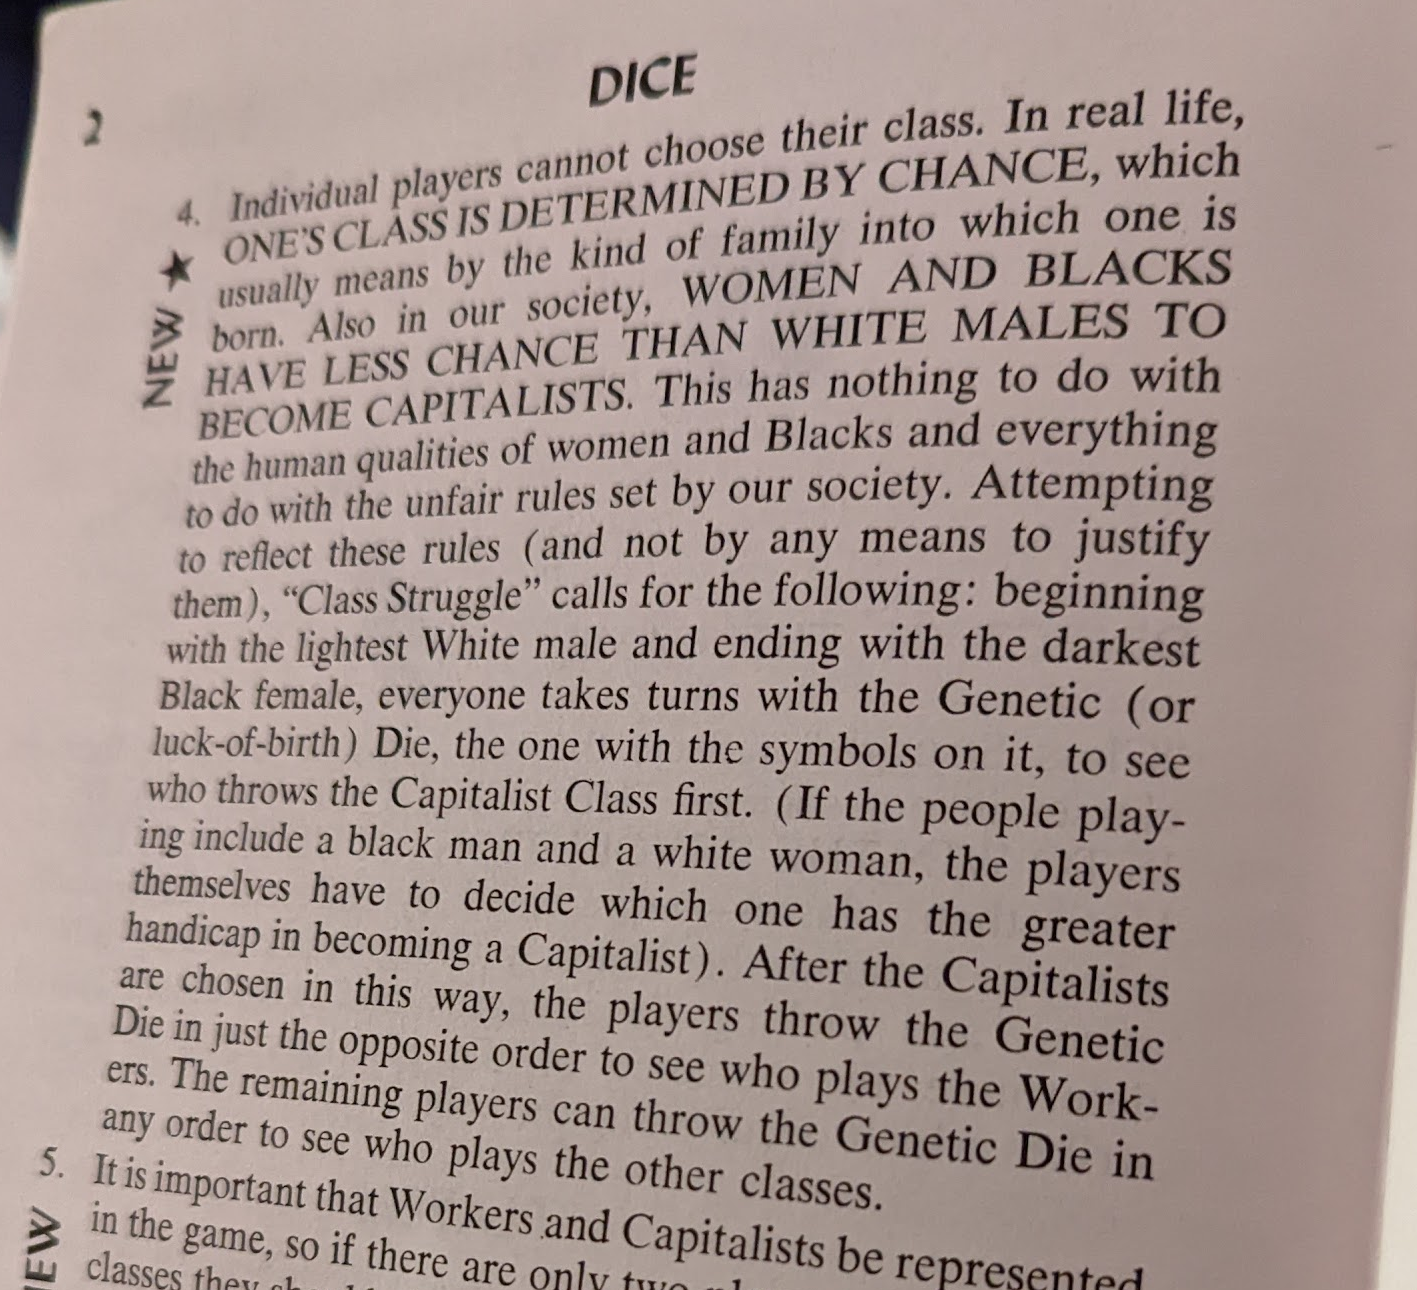 2
DICE
4. Individual players cannot choose their class. In real life,
ONE'S CLASS IS DETERMINED BY CHANCE, which
usually means by the kind of family into which one is
born. Also in our society, WOMEN AND BLACKS
HAVE LESS CHANCE THAN WHITE MALES TO
BECOME CAPITALISTS. This has nothing to do with
the human qualities of women and Blacks and everything
to do with the unfair rules set by our society. Attempting
to reflect these rules (and not by any means to justify
them), “Class Struggle” calls for the following: beginning
with the lightest White male and ending with the darkest
Black female, everyone takes turns with the Genetic (or
luck-of-birth) Die, the one with the symbols on it, to see
who throws the Capitalist Class first. (If the people play-
ing include a black man and a white woman, the players
themselves have to decide which one has the greater
handicap in becoming a Capitalist). After the Capitalists
are chosen in this way, the players throw the Genetic
Die in just the opposite order to see who plays the Work-
ers. The remaining players can throw the Genetic Die in
any order to see who plays the other classes.
5. It is important that Workers and Capitalists be represented
in the game, so if there are only two
classes they
NEW ★